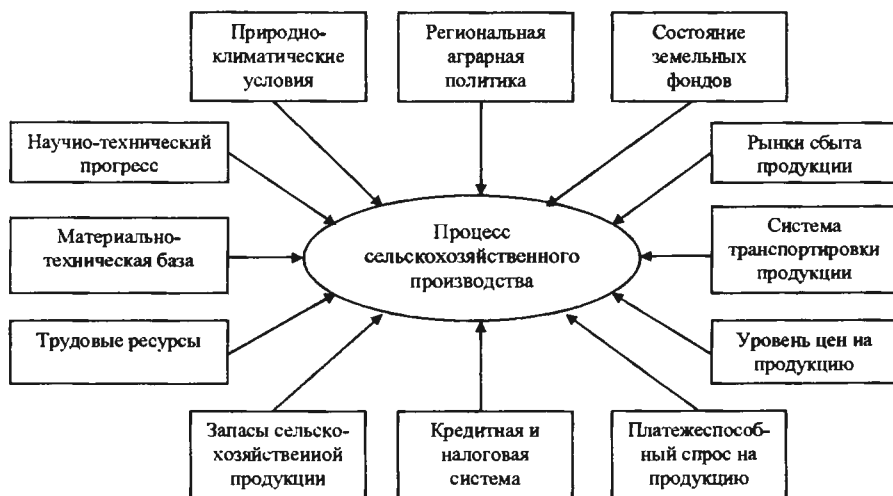 Природно-
климатические
условия
Региональная
аграрная
политика
Состояние
земельных
фондов
Научио-технический
прогресс
Рынки сбыта
продукции
Материально-
техническая база
Процесс
сельскохозяйственного
производства
Система
транспортировки
продукции
Трудовые ресурсы
Уровень цен на
продукцию
Запасы сельско-
хозяйственной
продукции
Кредитная и
налоговая
система
Платежеспособ-
ный спрос на
продукцию